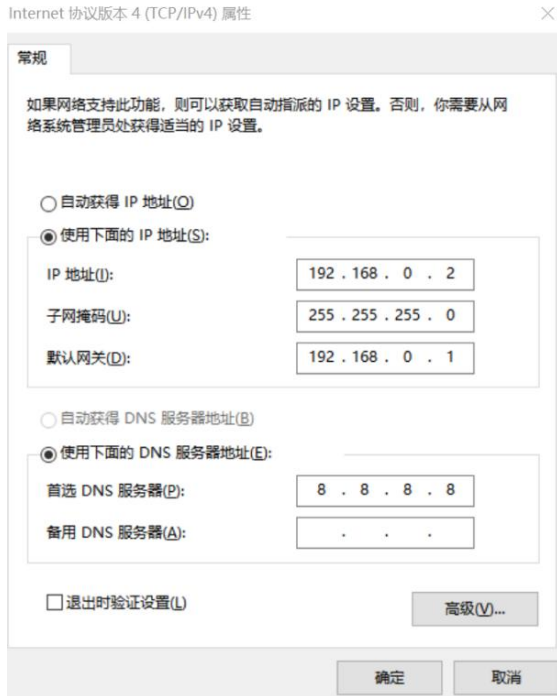 Internet 协议版本 4 (TCP/IPv4) 属性
常规
如果网络支持此功能，则可以获取自动指派的 IP 设置。否则，你需要从网
络系统管理员处获得适当的 IP 设置。
自动获得 IP 地址(O)
使用下面的 IP 地址(S):
IP 地址(I): 192 . 168 . 0 . 2
子网掩码(U): 255 . 255 . 255 . 0
默认网关(D): 192 . 168 . 0 . 1
自动获得 DNS 服务器地址(B)
使用下面的 DNS 服务器地址(E):
首选 DNS 服务器(P): 8 . 8 . 8 . 8
备用 DNS 服务器(A): . . .
退出时验证设置(L)
高级(V)...
确定 取消